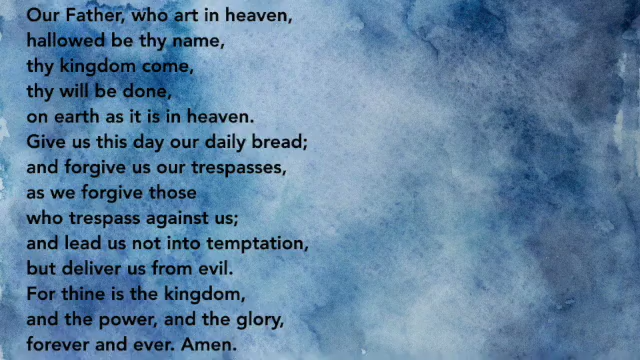 Our Father, who art in heaven,
hallowed be thy name,
thy kingdom come,
thy will be done,
on earth as it is in heaven.
Give us this day our daily bread;
and forgive us our trespasses,
as we forgive those
who trespass against us;
and lead us not into temptation,
but deliver us from evil.
For thine is the kingdom,
and the power, and the glory,
forever and ever. Amen.